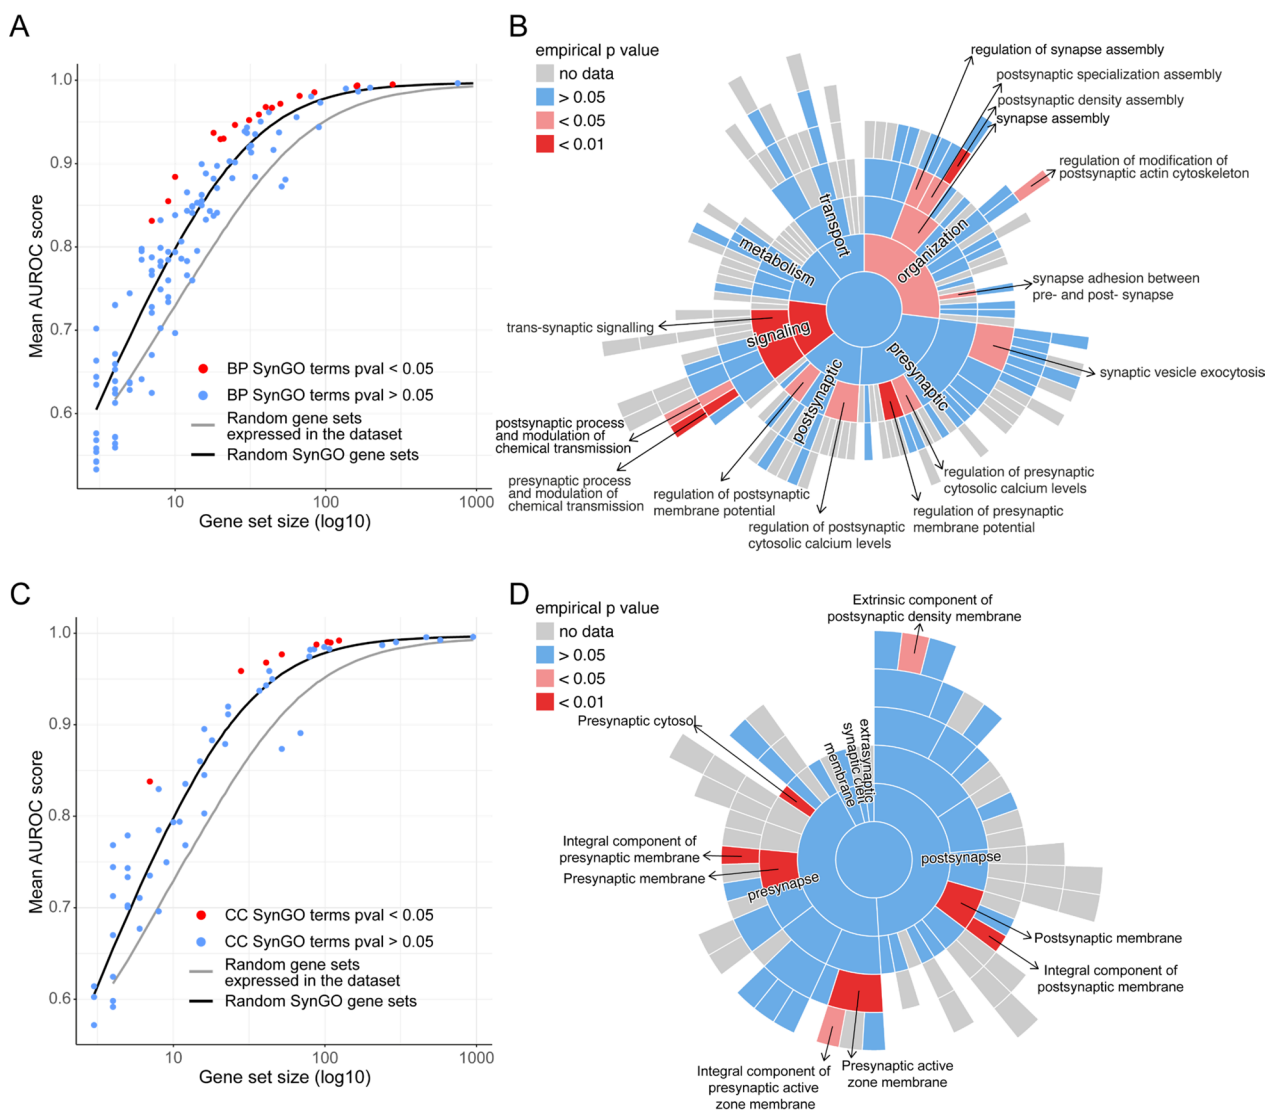 A
Mean AUROC score
1.0
0.9
0.8
0.7
0.6
10
100
1000
Gene set size (log10)
BP SynGO terms pval < 0.05
BP SynGO terms pval > 0.05
Random gene sets
expressed in the dataset
Random SynGO gene sets
B
empirical p value
no data
> 0.05
< 0.05
< 0.01
regulation of synapse assembly
postsynaptic specialization assembly
postsynaptic density assembly
synapse assembly
regulation of modification of
postsynaptic actin cytoskeleton
synapse adhesion between
pre- and post- synapse
synaptic vesicle exocytosis
regulation of presynaptic
cytosolic calcium levels
regulation of presynaptic
membrane potential
regulation of postsynaptic
cytosolic calcium levels
regulation of postsynaptic
membrane potential
presynaptic process
and modulation of
chemical transmission
postsynaptic process
and modulation of
chemical transmission
trans-synaptic signalling
transport
metabolism
signaling
postsynaptic
presynaptic
organization
C
Mean AUROC score
1.0
0.9
0.8
0.7
0.6
10
100
1000
Gene set size (log10)
CC SynGO terms pval < 0.05
CC SynGO terms pval > 0.05
Random gene sets
expressed in the dataset
Random SynGO gene sets
D
empirical p value
no data
> 0.05
< 0.05
< 0.01
Extrinsic component of
postsynaptic density membrane
Presynaptic cytosol
Integral component of
presynaptic membrane
Presynaptic membrane
Postsynaptic membrane
Integral component of
postsynaptic membrane
Presynaptic active
zone membrane
Integral component of
presynaptic active
zone membrane
membrane
synaptic cleft
extrasynaptic
postsynapse
presynapse